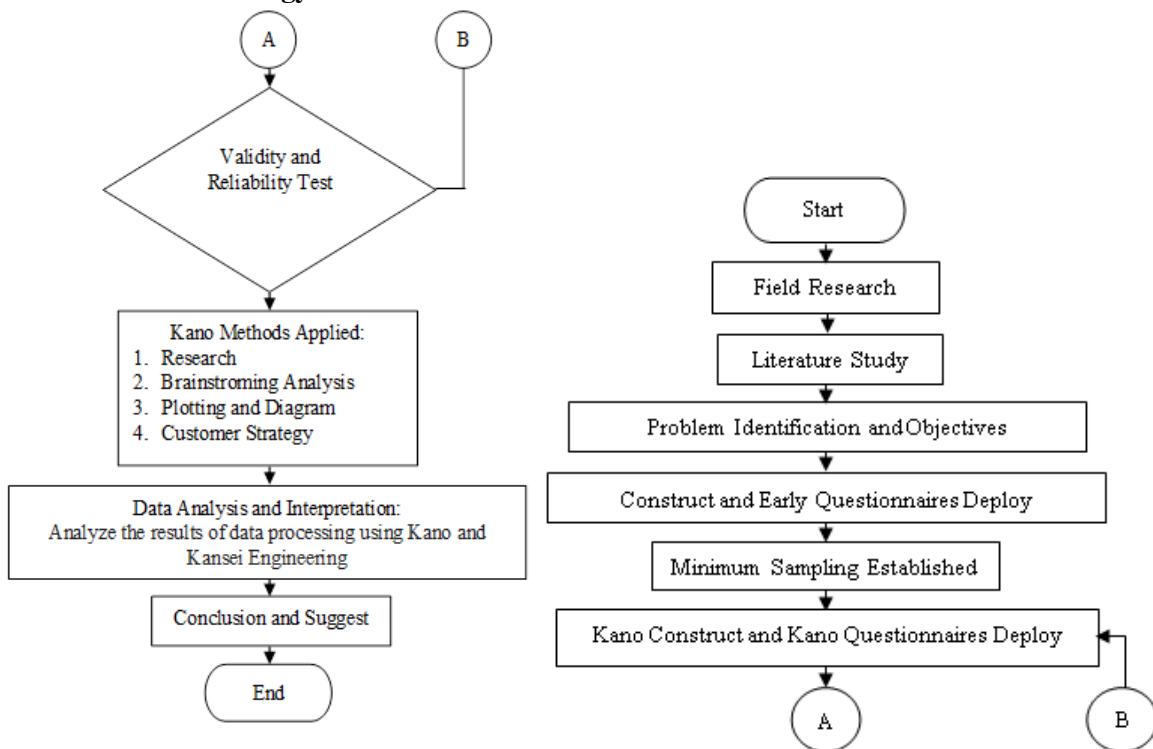 gy
A
B
Validity and
Reliability Test
Kano Methods Applied:
1. Research
2. Brainstroming Analysis
3. Plotting and Diagram
4. Customer Strategy
Data Analysis and Interpretation:
Analyze the results of data processing using Kano and
Kansei Engineering
Conclusion and Suggest
End
Start
Field Research
Literature Study
Problem Identification and Objectives
Construct and Early Questionnaires Deploy
Minimum Sampling Established
Kano Construct and Kano Questionnaires Deploy
A
B